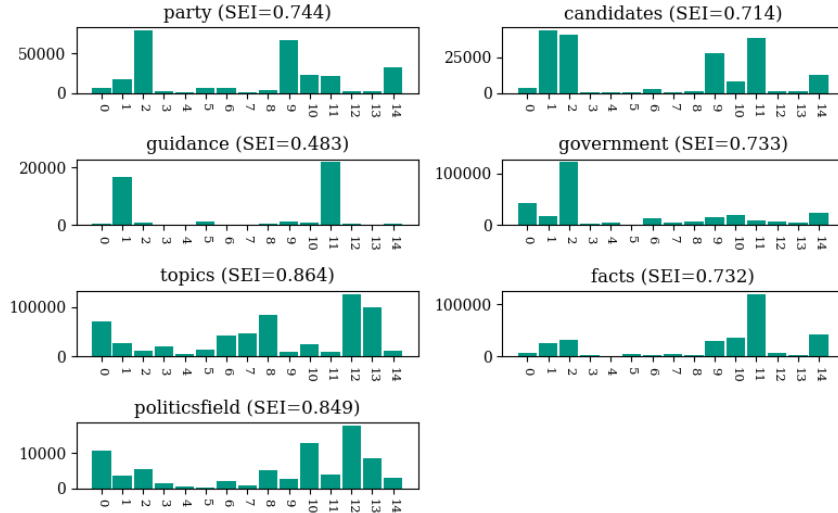 party (SEI=0.744)
50000
0
0 1 2 3 4 5 6 7 8 9 10 11 12 13 14
candidates (SEI=0.714)
25000
0
0 1 2 3 4 5 6 7 8 9 10 11 12 13 14
guidance (SEI=0.483)
20000
0
0 1 2 3 4 5 6 7 8 9 10 11 12 13 14
government (SEI=0.733)
100000
0
0 1 2 3 4 5 6 7 8 9 10 11 12 13 14
topics (SEI=0.864)
100000
0
0 1 2 3 4 5 6 7 8 9 10 11 12 13 14
facts (SEI=0.732)
100000
0
0 1 2 3 4 5 6 7 8 9 10 11 12 13 14
politicsfield (SEI=0.849)
10000
0
0 1 2 3 4 5 6 7 8 9 10 11 12 13 14